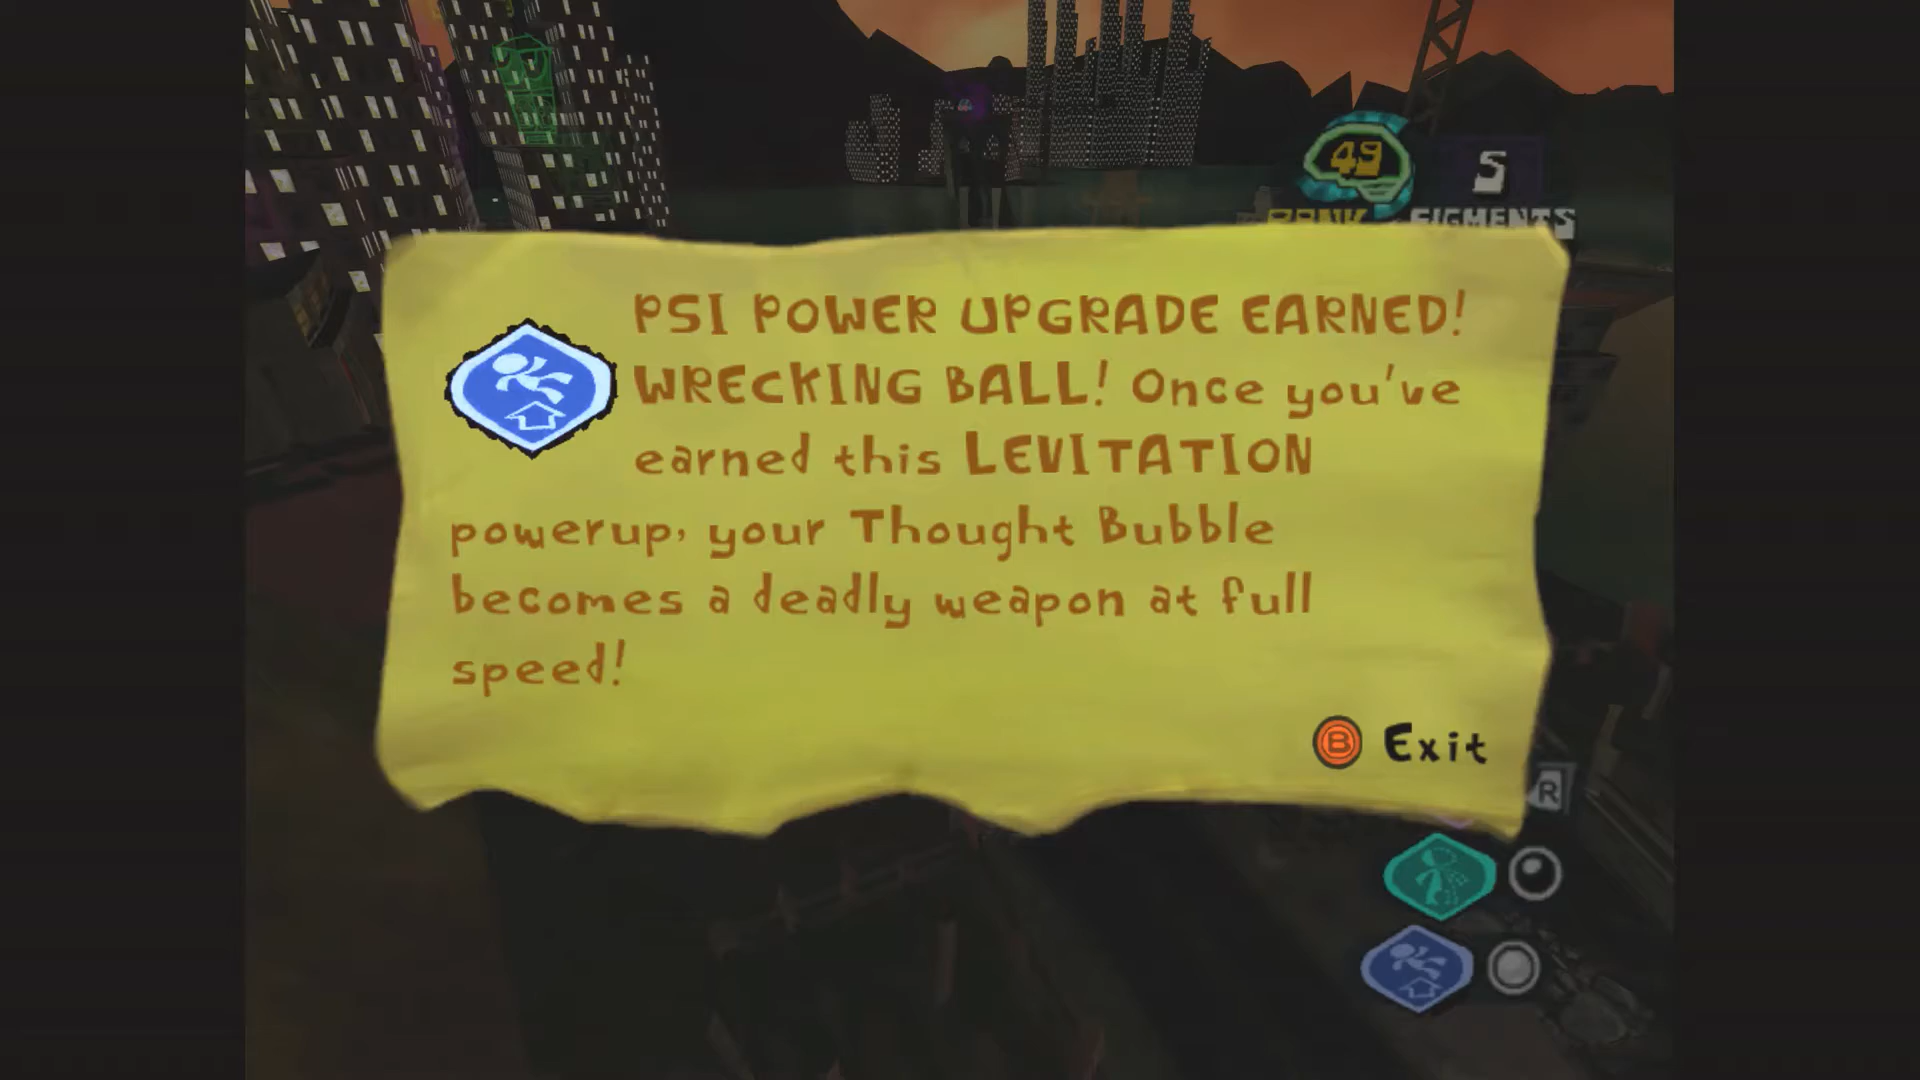 49
5
RANK FIGMENTS
PSI POWER UPGRADE EARNED!
WRECKING BALL! Once you've
earned this LEVITATION
powerup, your Thought Bubble
becomes a deadly weapon at full
speed!
B Exit
R